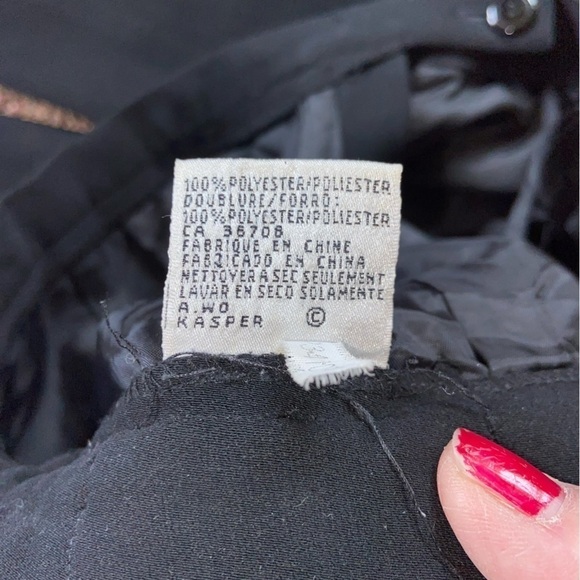 100% POLYESTER/POLIESTER
DOUBLURE/FORRO:
100% POLYESTER/POLIESTER
CA 36708
FABRIQUE EN CHINE
FABRICADO EN CHINA
NETTOYER A SEC SEULEMENT
LAVAR EN SECO SOLAMENTE
A.WO
KASPER Ⓒ